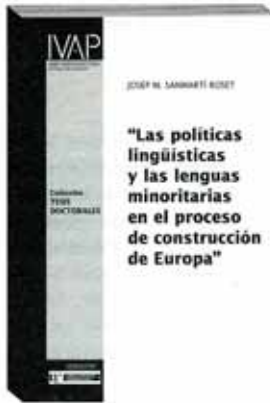 IVAP
JOSEP M. SANMARTÍ ROSET
"Las políticas
lingüísticas
y las lenguas
minoritarias
en el proceso
de construcción
de Europa"
Colección
TESIS
DOCTORALES